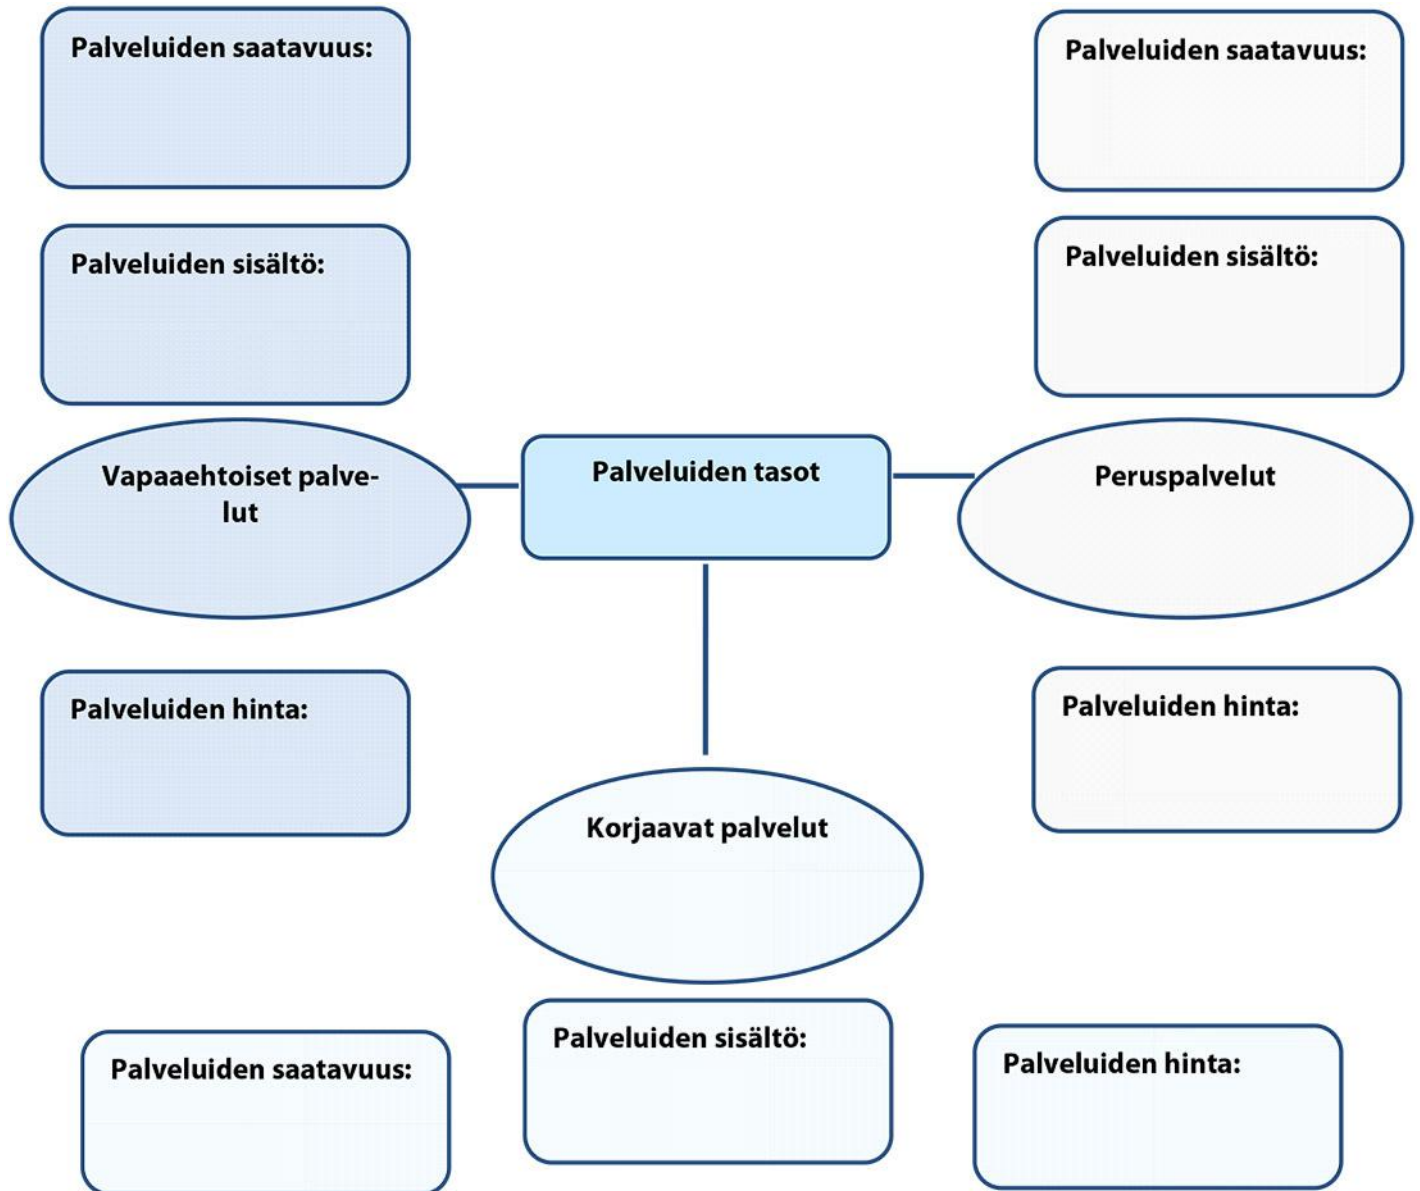 Palveluiden saatavuus:
Palveluiden saatavuus:
Palveluiden sisältö:
Palveluiden sisältö:
Vapaaehtoiset palve-
lut
Palveluiden tasot
Peruspalvelut
Palveluiden hinta:
Palveluiden hinta:
Korjaavat palvelut
Palveluiden saatavuus:
Palveluiden sisältö:
Palveluiden hinta: